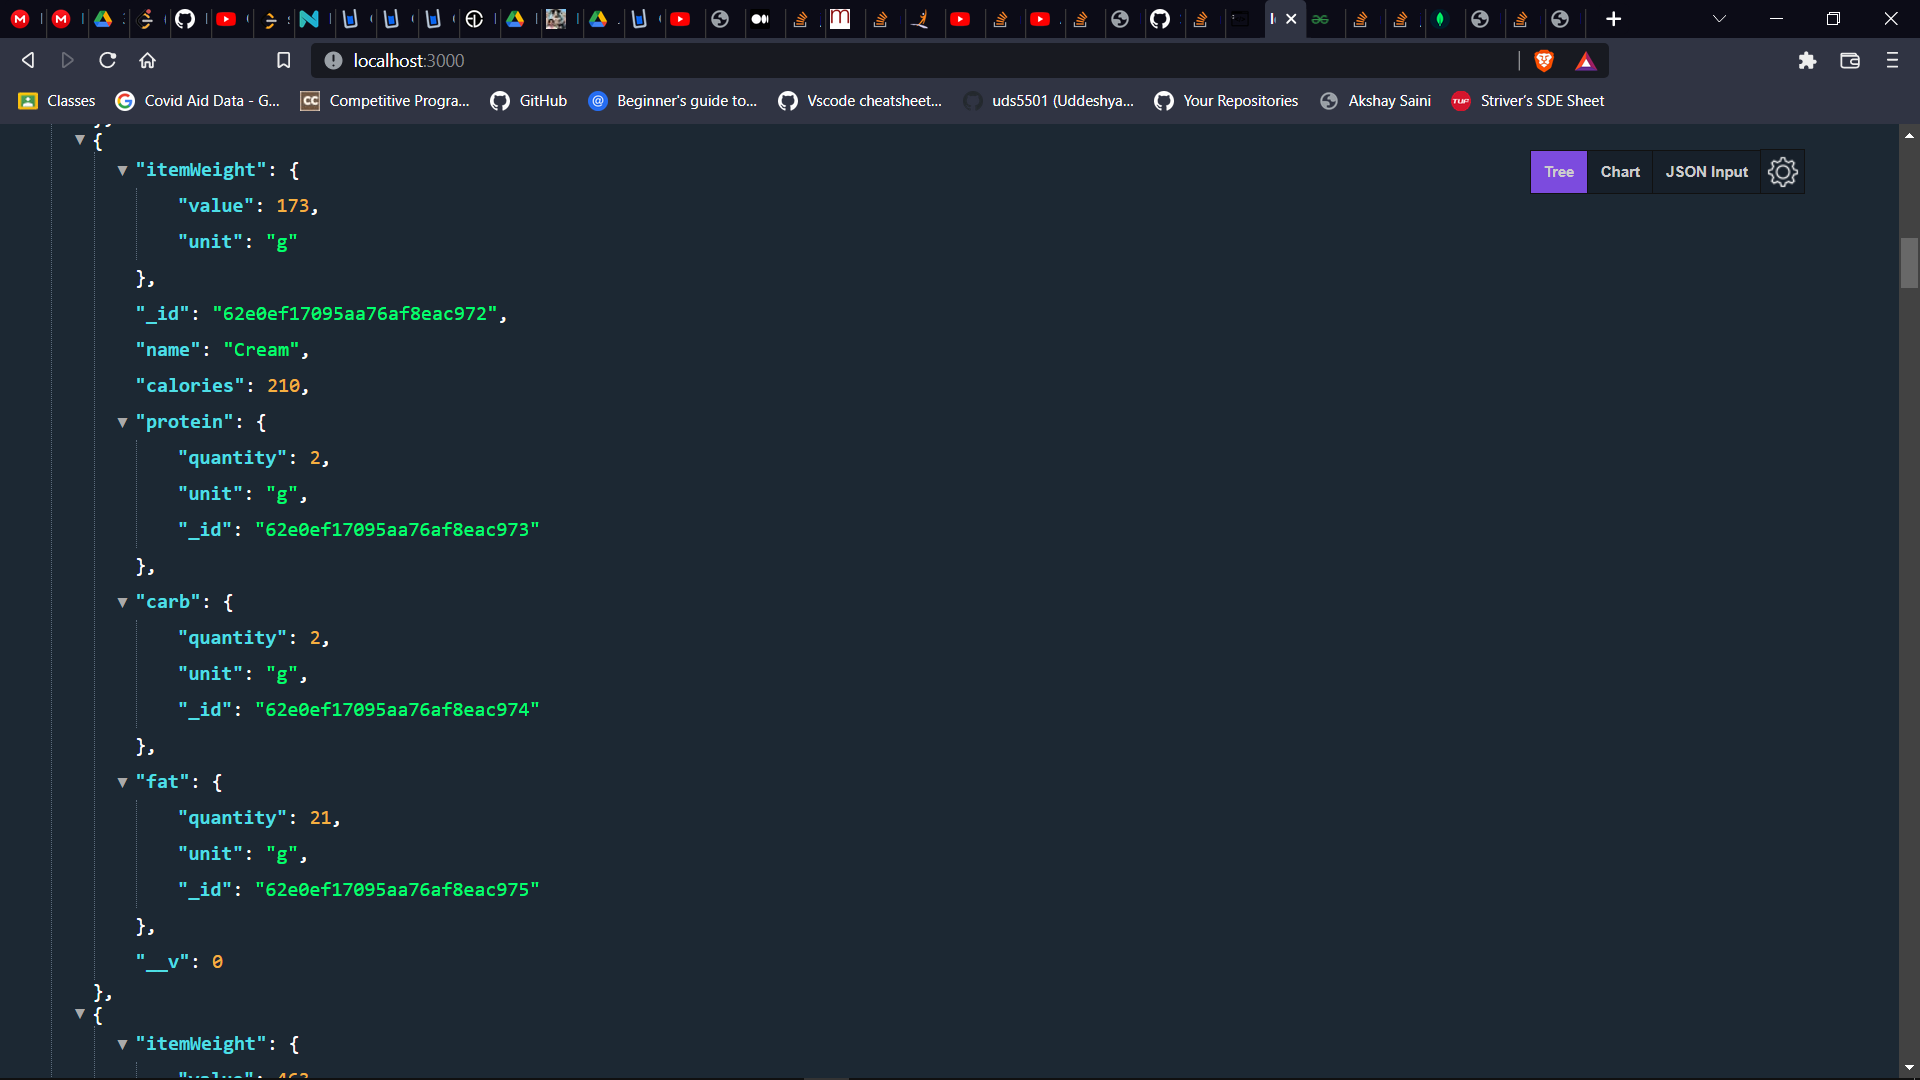 localhost:3000
Classes
Covid Aid Data - G...
Competitive Progra...
GitHub
Beginner's guide to...
Vscode cheatsheet...
uds5501 (Uddeshya...
Your Repositories
Akshay Saini
Striver's SDE Sheet
Tree Chart JSON Input
{
"itemWeight": {
"value": 173,
"unit": "g"
},
"_id": "62e0ef17095aa76af8eac972",
"name": "Cream",
"calories": 210,
"protein": {
"quantity": 2,
"unit": "g",
"_id": "62e0ef17095aa76af8eac973"
},
"carb": {
"quantity": 2,
"unit": "g",
"_id": "62e0ef17095aa76af8eac974"
},
"fat": {
"quantity": 21,
"unit": "g",
"_id": "62e0ef17095aa76af8eac975"
},
"__v": 0
},
{
"itemWeight": {
"value": 463